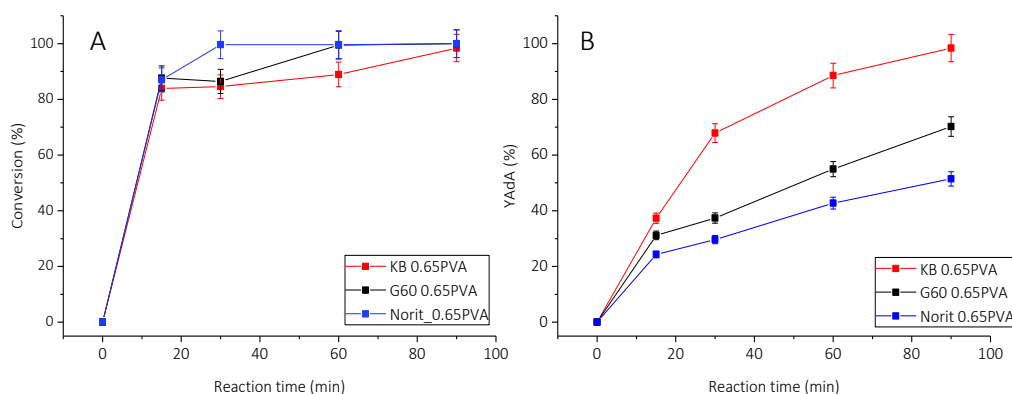 A
Conversion (%)
100
80
60
40
20
0
KB 0.65PVA
G60 0.65PVA
Norit_0.65PVA
0 20 40 60 80 100
Reaction time (min)
B
YAdA (%)
100
80
60
40
20
0
KB 0.65PVA
G60 0.65PVA
Norit 0.65PVA
0 20 40 60 80 100
Reaction time (min)